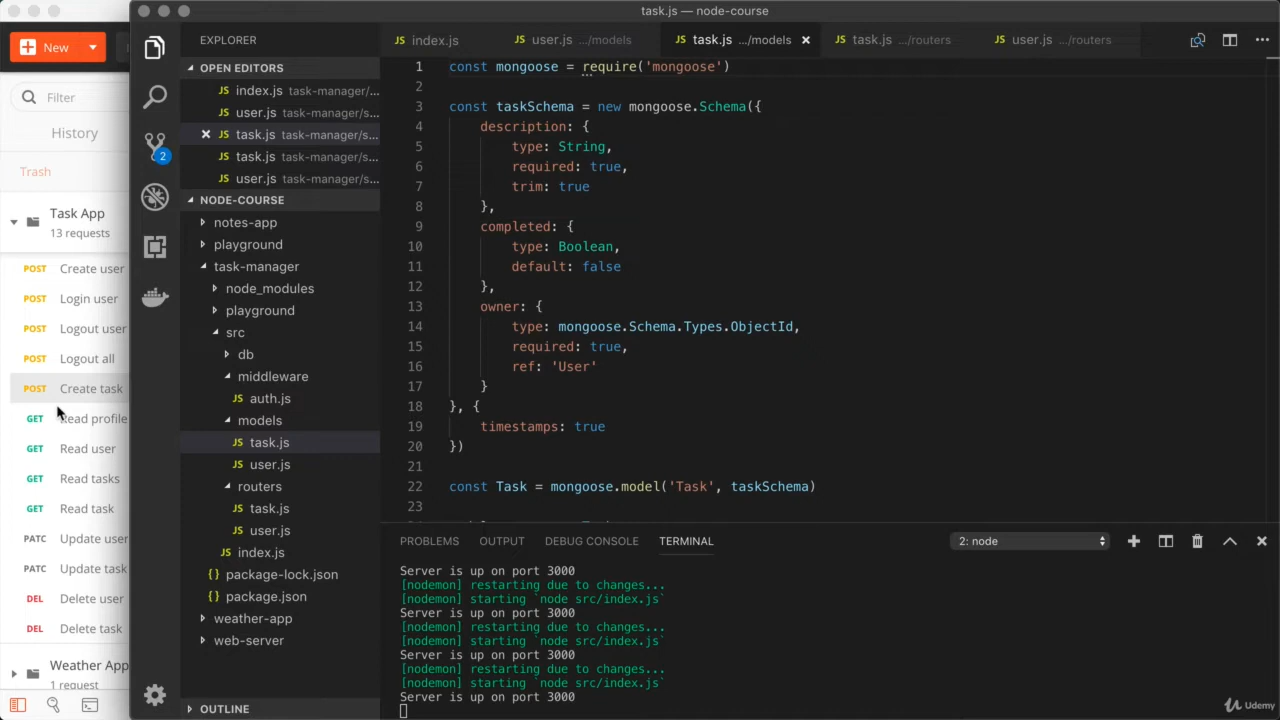 task.js — node-course
New
Filter
History
Trash
Task App
13 requests
POST Create user
POST Login user
POST Logout user
POST Logout all
POST Create task
GET Read profile
GET Read user
GET Read tasks
GET Read task
PATC Update user
PATC Update task
DEL Delete user
DEL Delete task
Weather App
1 request
EXPLORER
OPEN EDITORS
JS index.js task-manager/...
JS user.js task-manager/s...
JS task.js task-manager/s...
JS task.js task-manager/s...
JS user.js task-manager/s...
NODE-COURSE
notes-app
playground
task-manager
node_modules
playground
src
db
middleware
JS auth.js
models
JS task.js
JS user.js
routers
JS task.js
JS user.js
JS index.js
{} package-lock.json
{} package.json
weather-app
web-server
OUTLINE
2
JS index.js
JS user.js .../models
JS task.js .../models
JS task.js .../routers
JS user.js .../routers
1 const mongoose = require('mongoose')
2
3 const taskSchema = new mongoose.Schema({
4 description: {
5 type: String,
6 required: true,
7 trim: true
8 },
9 completed: {
10 type: Boolean,
11 default: false
12 },
13 owner: {
14 type: mongoose.Schema.Types.ObjectId,
15 required: true,
16 ref: 'User'
17 }
18 }, {
19 timestamps: true
20 })
21
22 const Task = mongoose.model('Task', taskSchema)
23
PROBLEMS OUTPUT DEBUG CONSOLE TERMINAL 2: node
Server is up on port 3000
[nodemon] restarting due to changes...
[nodemon] starting `node src/index.js`
Server is up on port 3000
[nodemon] restarting due to changes...
[nodemon] starting `node src/index.js`
Server is up on port 3000
[nodemon] restarting due to changes...
[nodemon] starting `node src/index.js`
Server is up on port 3000
Udemy